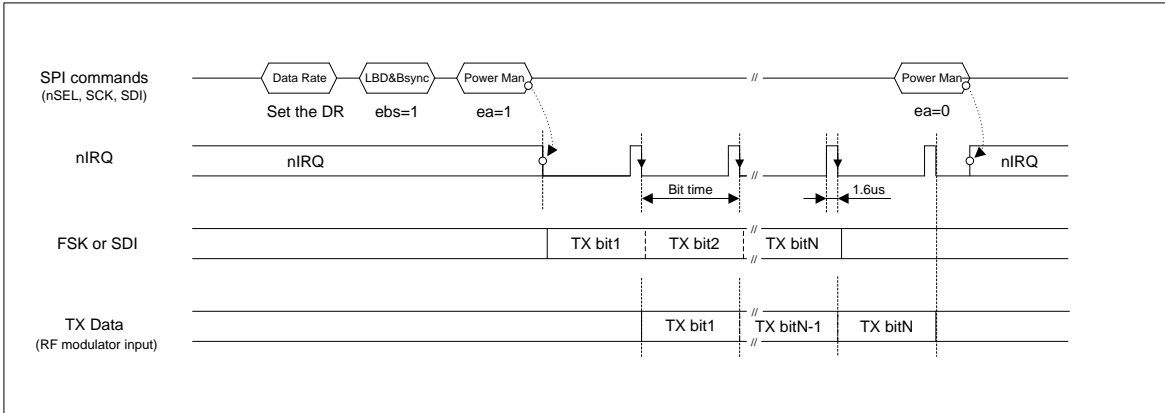 SPI commands
(nSEL, SCK, SDI)
Data Rate
LBD&Bsync
Power Man
//
Power Man
Set the DR
ebs=1
ea=1
ea=0
nIRQ
nIRQ
nIRQ
Bit time
//
1.6us
FSK or SDI
TX bit1
TX bit2
//
TX bitN
//
TX Data
(RF modulator input)
//
TX bit1
TX bitN-1
TX bitN
//